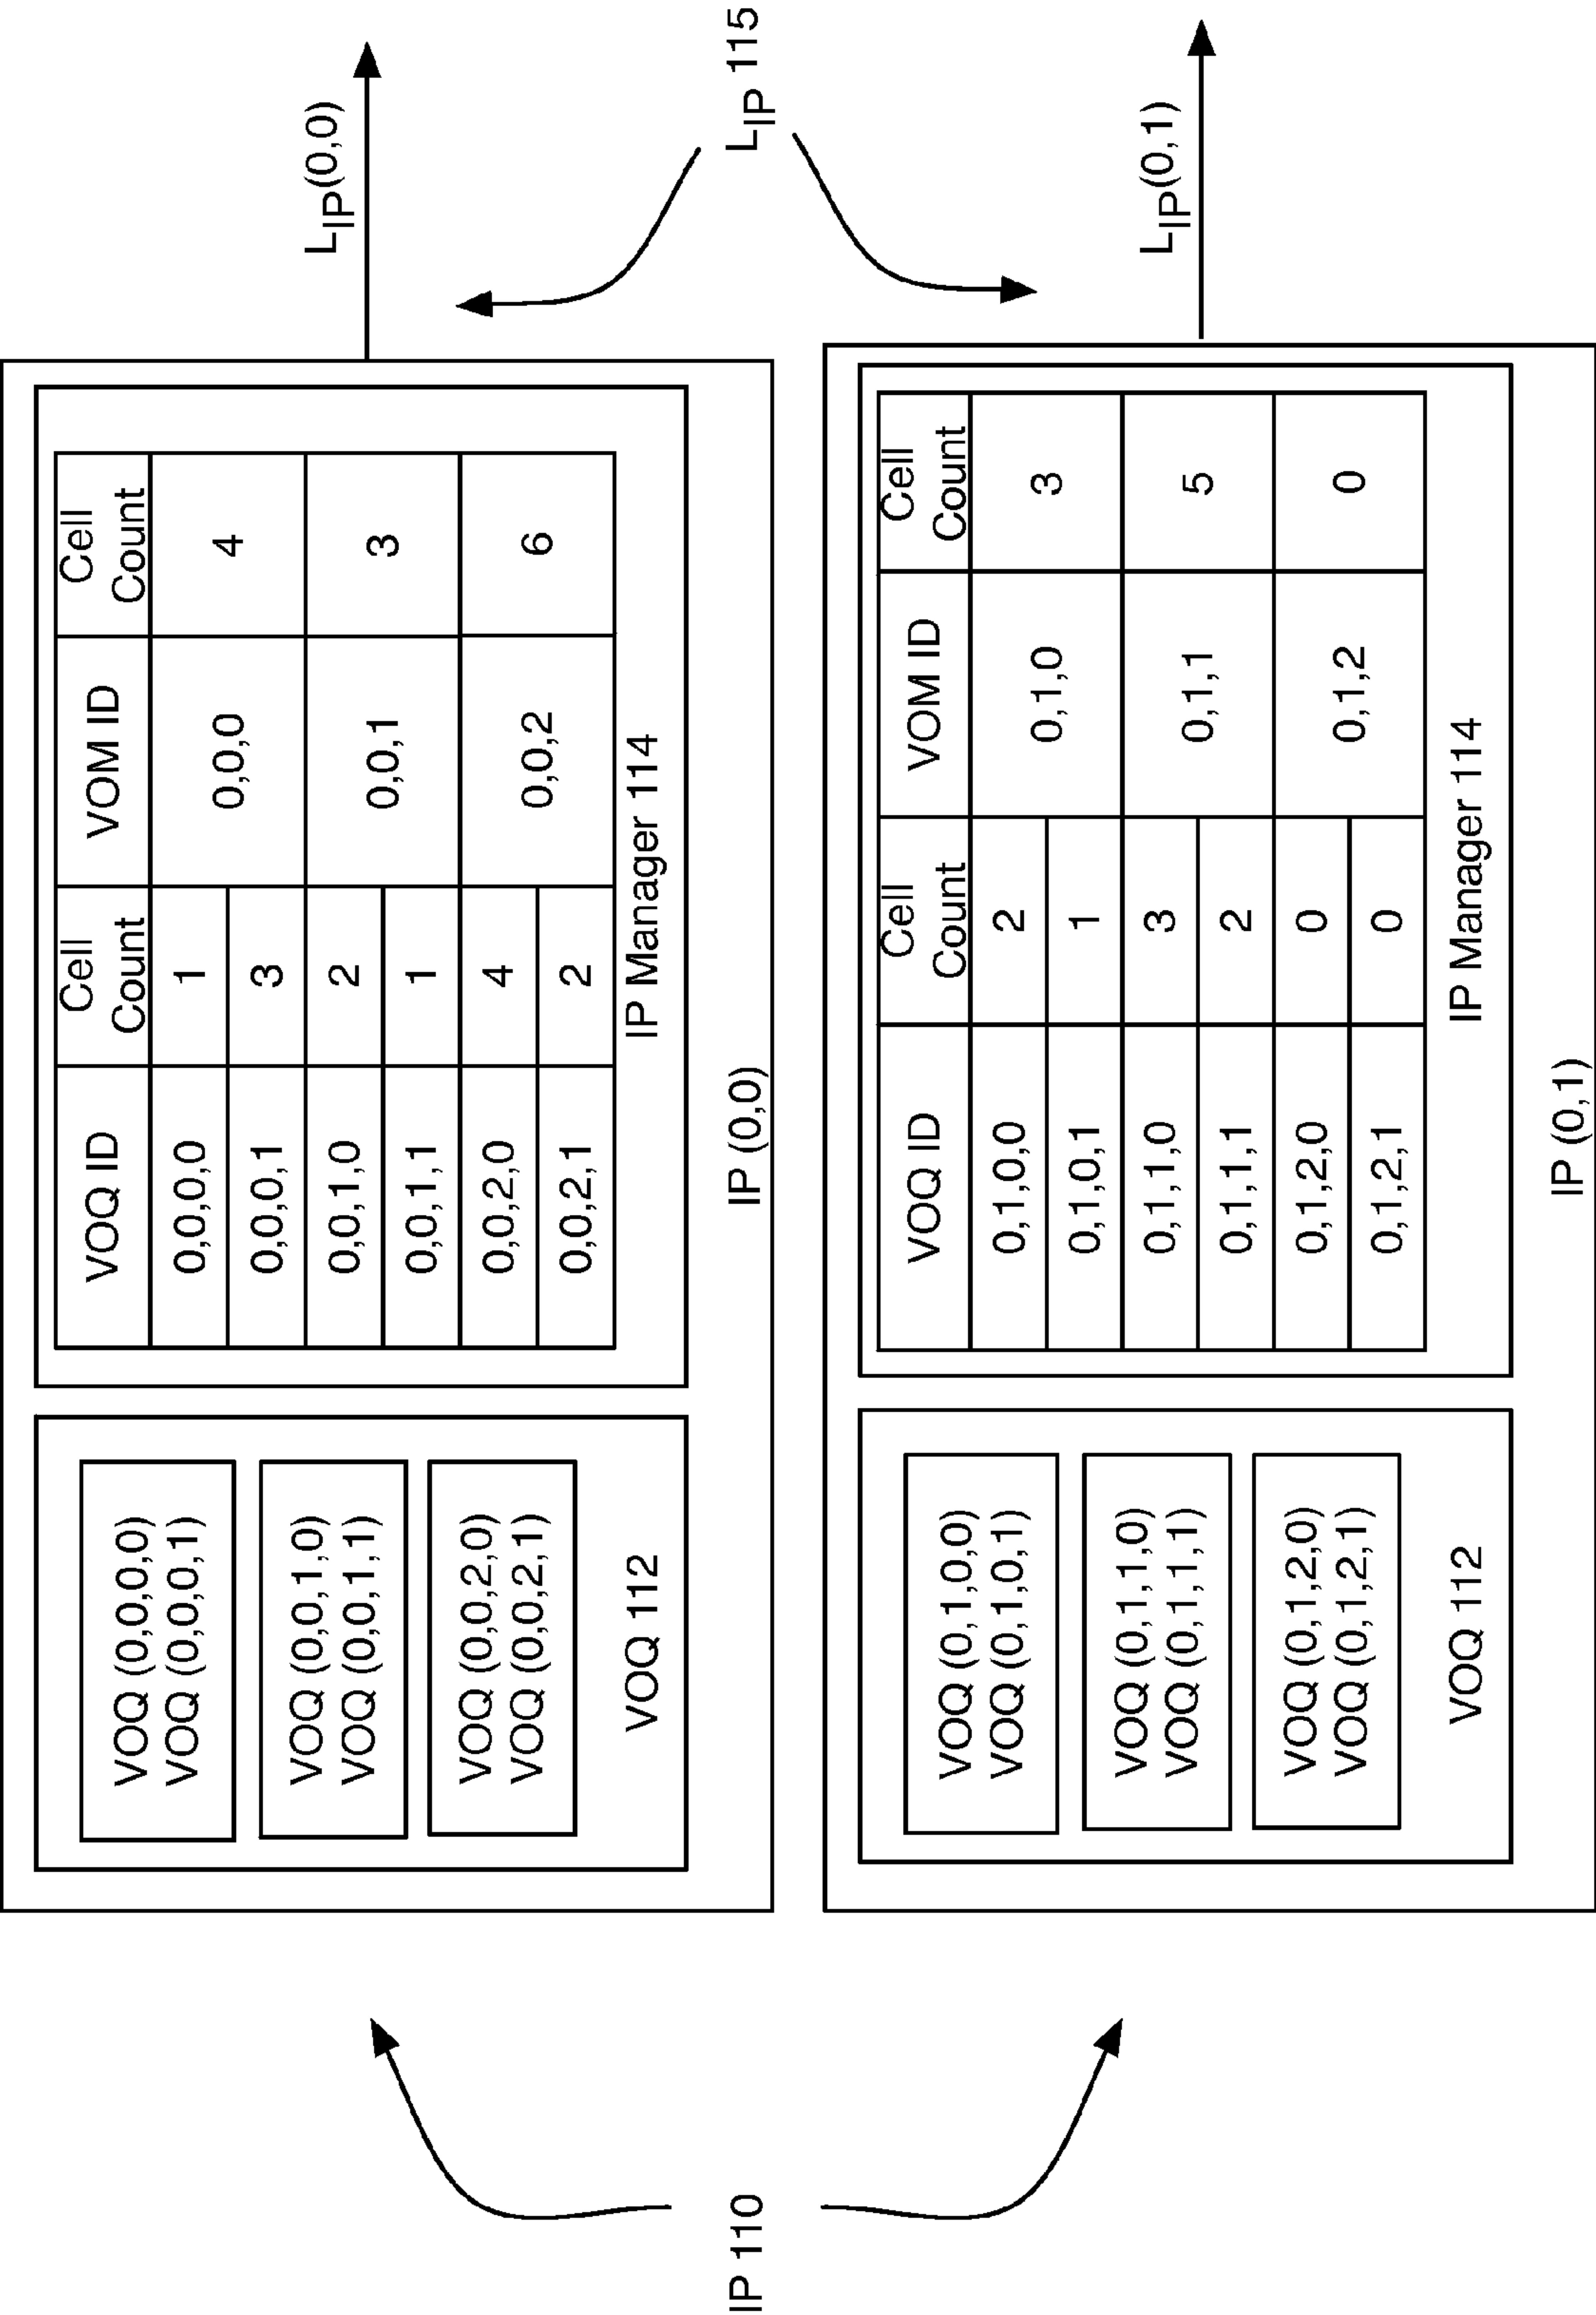 IP 110
VOQ (0,0,0,0)
VOQ (0,0,0,1)
VOQ (0,0,1,0)
VOQ (0,0,1,1)
VOQ (0,0,2,0)
VOQ (0,0,2,1)
VOQ 112
VOQ ID Cell Count VOM ID Cell Count
0,0,0,0 1 0,0,0 4
0,0,0,1 3
0,0,1,0 2 0,0,1 3
0,0,1,1 1
0,0,2,0 4 0,0,2 6
0,0,2,1 2
IP Manager 114
IP (0,0)
LIP(0,0)
LIP 115
VOQ (0,1,0,0)
VOQ (0,1,0,1)
VOQ (0,1,1,0)
VOQ (0,1,1,1)
VOQ (0,1,2,0)
VOQ (0,1,2,1)
VOQ 112
VOQ ID Cell Count VOM ID Cell Count
0,1,0,0 2 0,1,0 3
0,1,0,1 1
0,1,1,0 3 0,1,1 5
0,1,1,1 2
0,1,2,0 0 0,1,2 0
0,1,2,1 0
IP Manager 114
IP (0,1)
LIP(0,1)